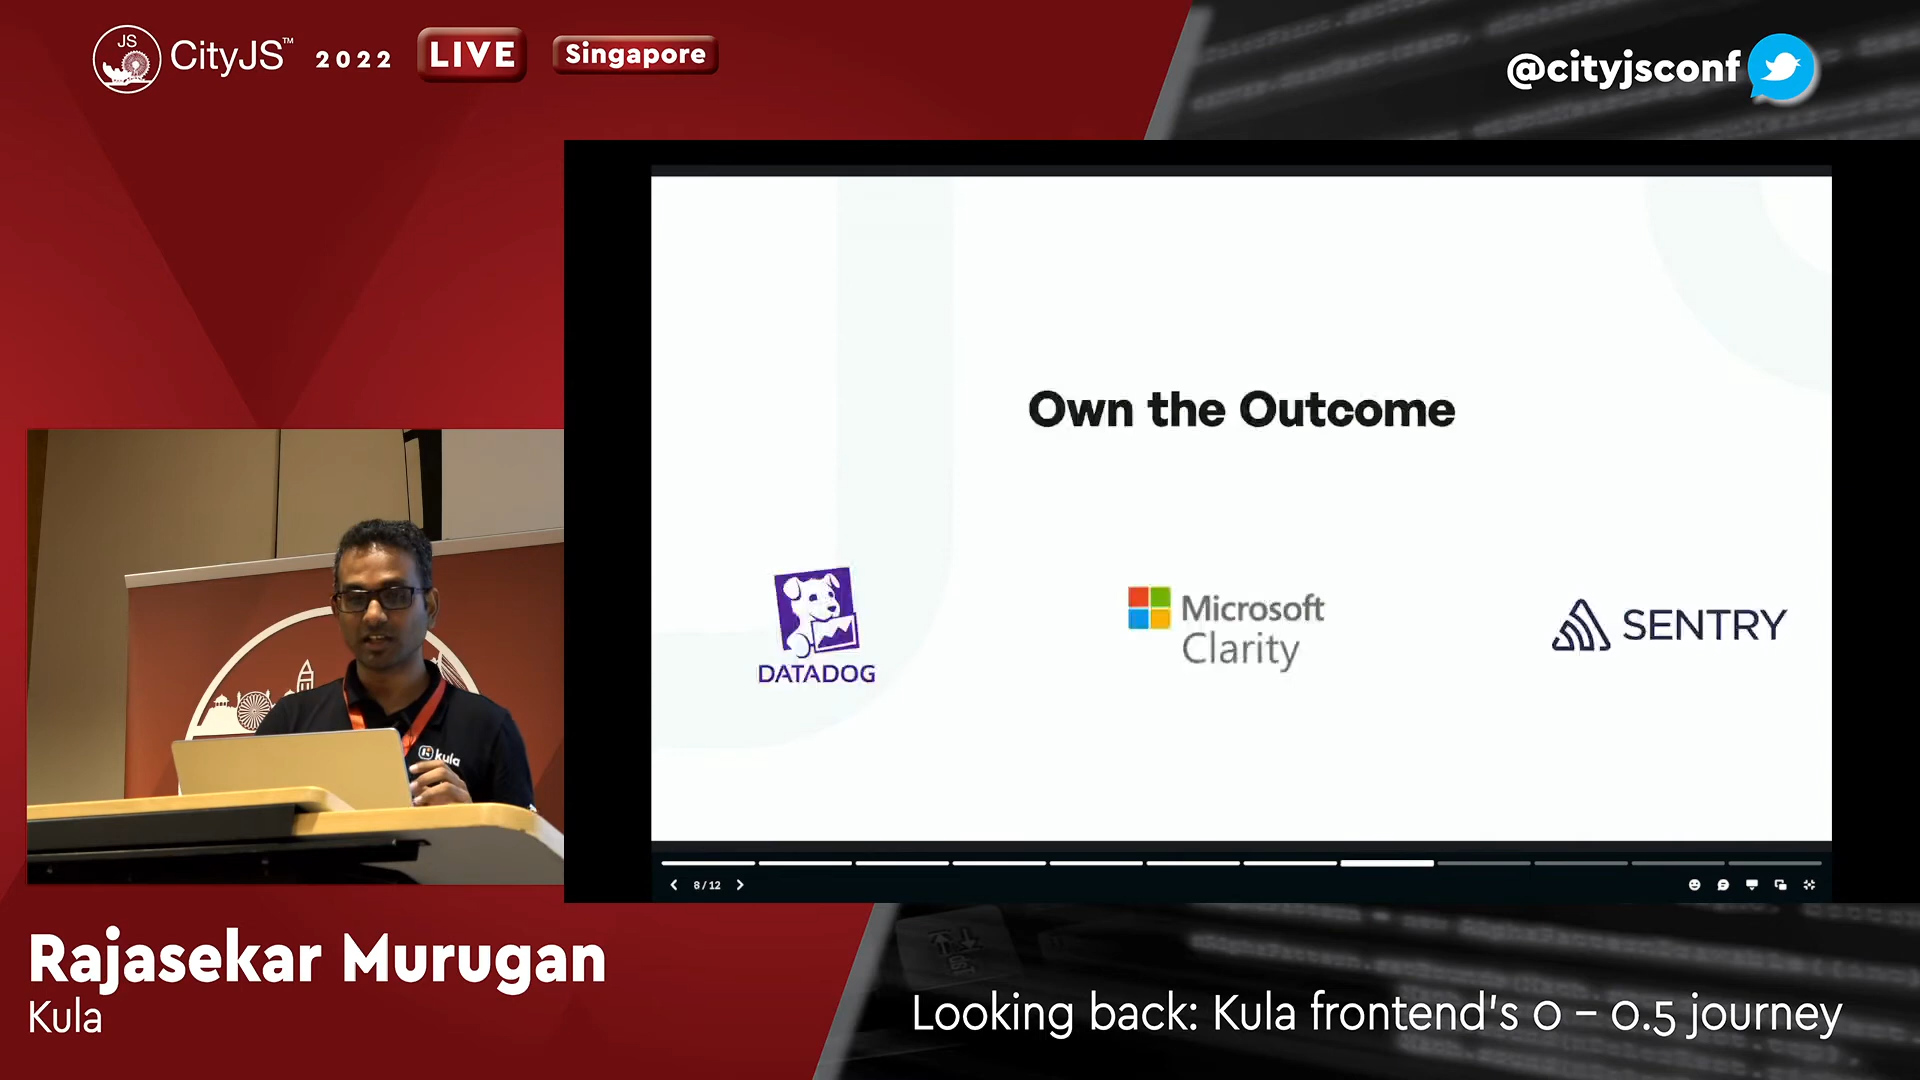 JS
CityJS™ 2022 LIVE Singapore
@cityjsconf
Own the Outcome
DATADOG
Microsoft
Clarity
SENTRY
kula
8 / 12
Rajasekar Murugan
Kula
Looking back: Kula frontend's 0 – 0.5 journey